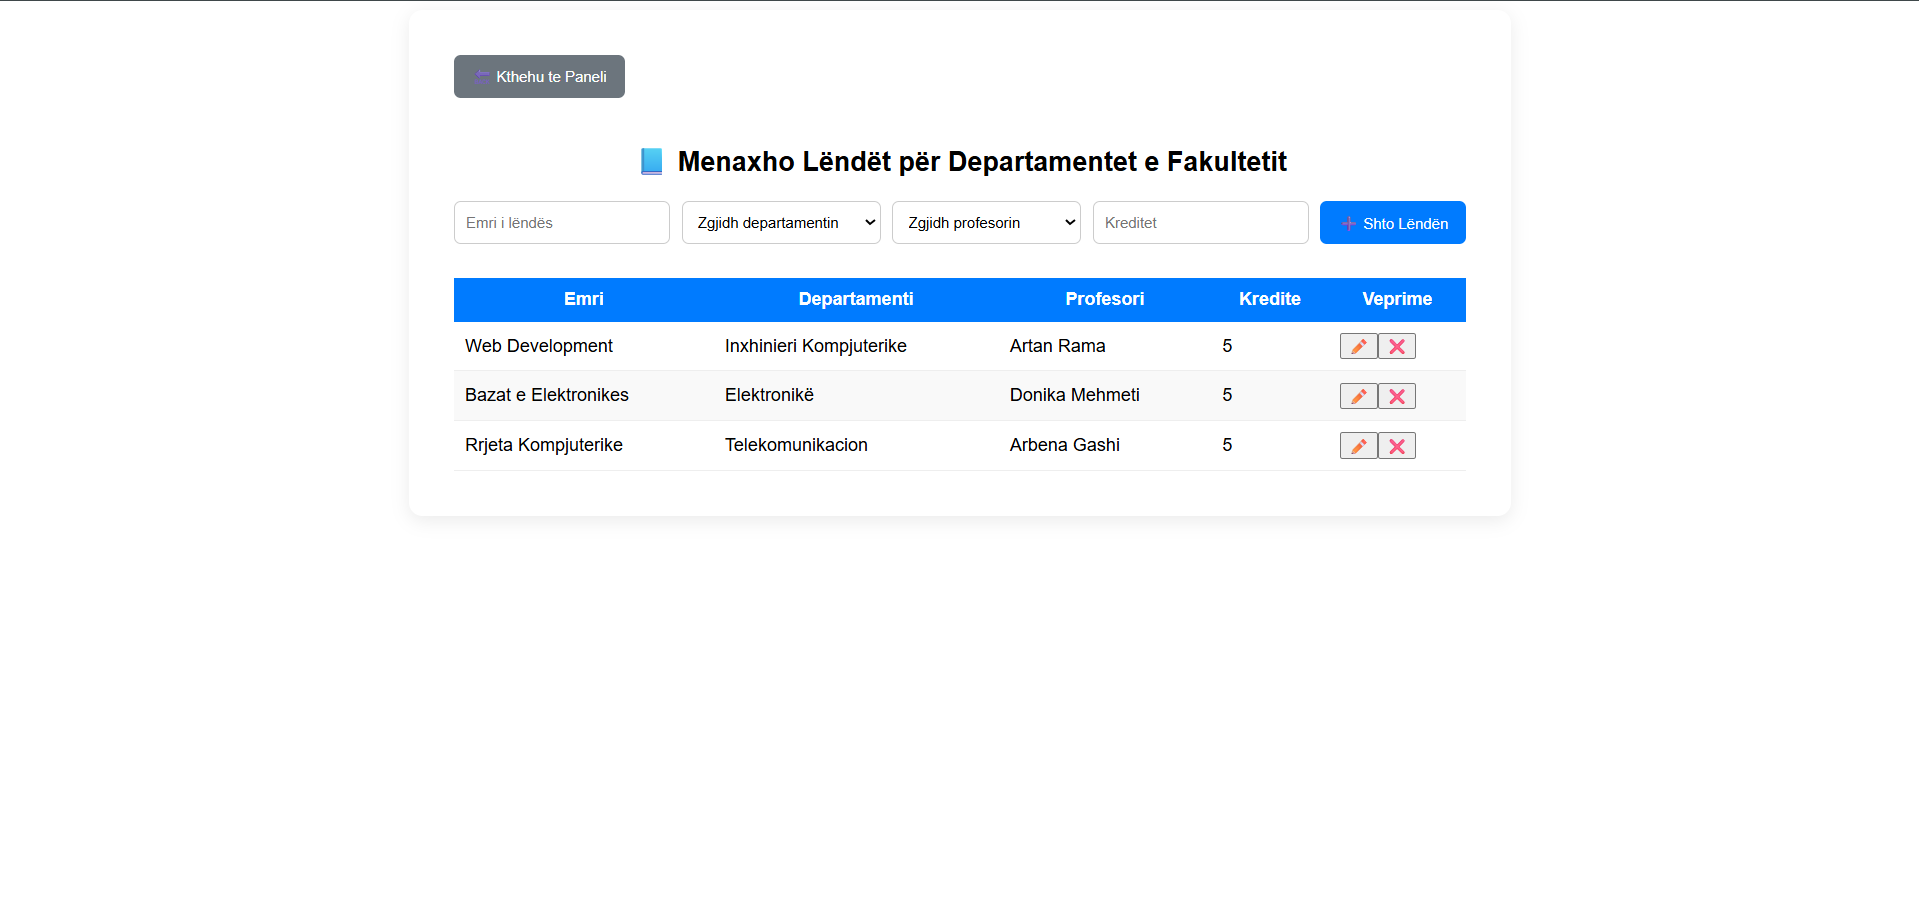 Kthehu te Paneli
Menaxho Lëndët për Departamentet e Fakultetit
Emri i lëndës Zgjidh departamentin Zgjidh profesorin Kreditet Shto Lëndën
Emri Departamenti Profesori Kredite Veprime
Web Development Inxhinieri Kompjuterike Artan Rama 5
Bazat e Elektronikes Elektronikë Donika Mehmeti 5
Rrjeta Kompjuterike Telekomunikacion Arbena Gashi 5